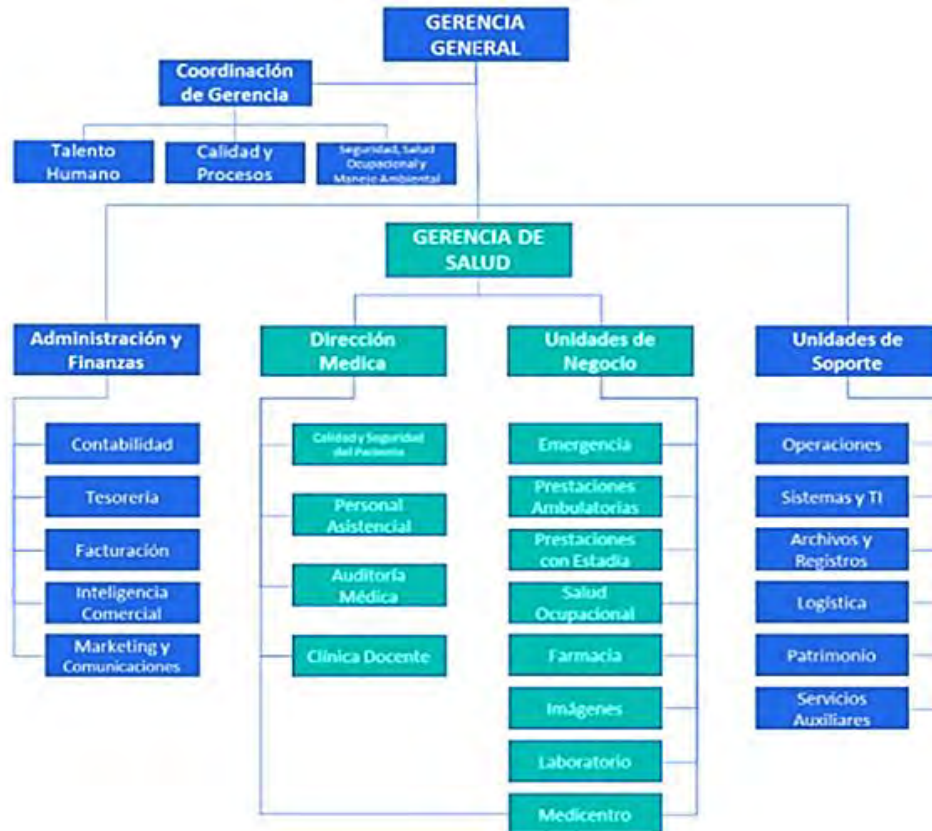 GERENCIA
GENERAL
Coordinación
de Gerencia
Talento
Humano
Calidad y
Procesos
Seguridad, Salud
Ocupacional y
Manejo Ambiental
GERENCIA DE
SALUD
Administración y
Finanzas
Dirección
Medica
Unidades de
Negocio
Unidades de
Soporte
Contabilidad
Tesorería
Facturación
Inteligencia
Comercial
Marketing y
Comunicaciones
Calidad y Seguridad
del Paciente
Personal
Asistencial
Auditoría
Médica
Clínica Docente
Emergencia
Prestaciones
Ambulatorias
Prestaciones
con Estadía
Salud
Ocupacional
Farmacia
Imágenes
Laboratorio
Medicentro
Operaciones
Sistemas y TI
Archivos y
Registros
Logística
Patrimonio
Servicios
Auxiliares